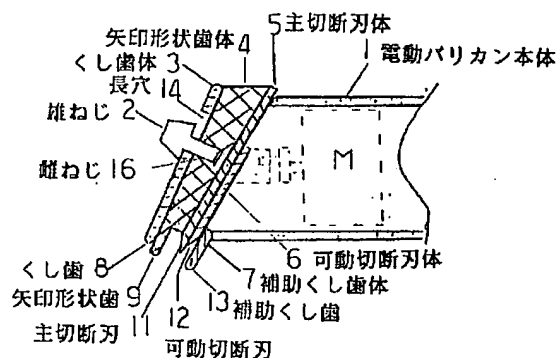 矢印形状歯体 4
5 主切断刃体
1 電動バリカン本体
くし歯体 3
長穴 14
雄ねじ 2
雌ねじ 16
M
6 可動切断刃体
くし歯 8
7 補助くし歯体
矢印形状歯 9
13 補助くし歯
主切断刃 11
12 可動切断刃